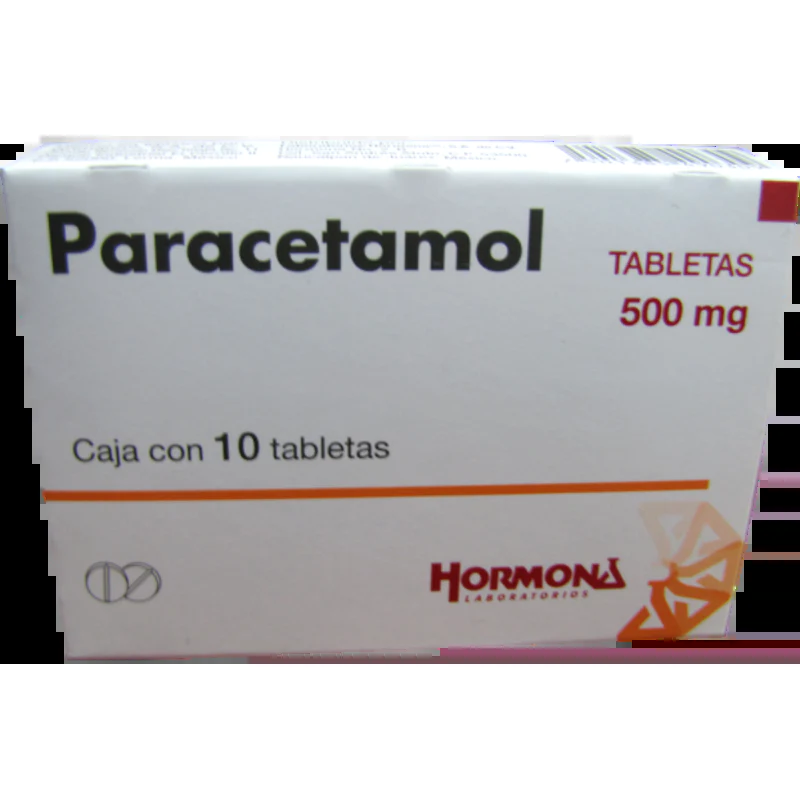 Paracetamol
TABLETAS
500 mg
Caja con 10 tabletas
HORMONA
LABORATORIOS